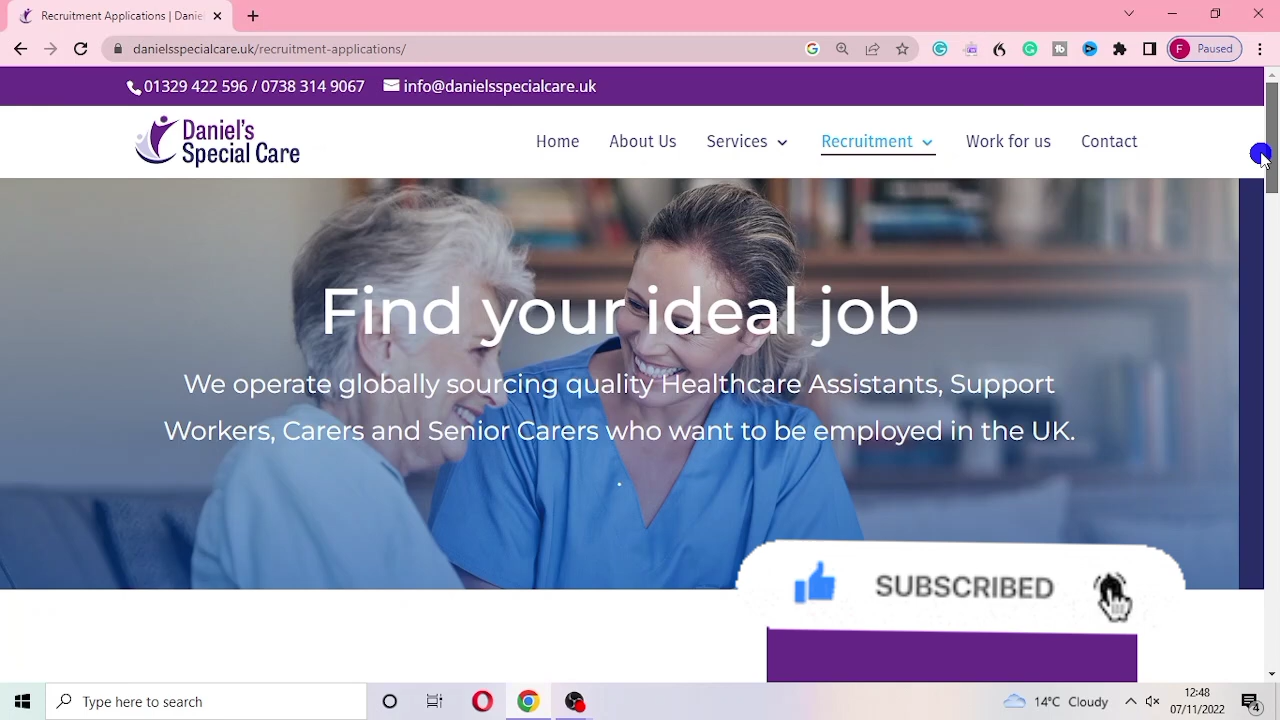 Recruitment Applications | Danie
danielsspecialcare.uk/recruitment-applications/
F Paused
01329 422 596 / 0738 314 9067 info@danielsspecialcare.uk
Daniel's
Special Care
Home About Us Services Recruitment Work for us Contact
Find your ideal job
We operate globally sourcing quality Healthcare Assistants, Support
Workers, Carers and Senior Carers who want to be employed in the UK.
.
SUBSCRIBED
Type here to search
14°C Cloudy
12:48
07/11/2022
4